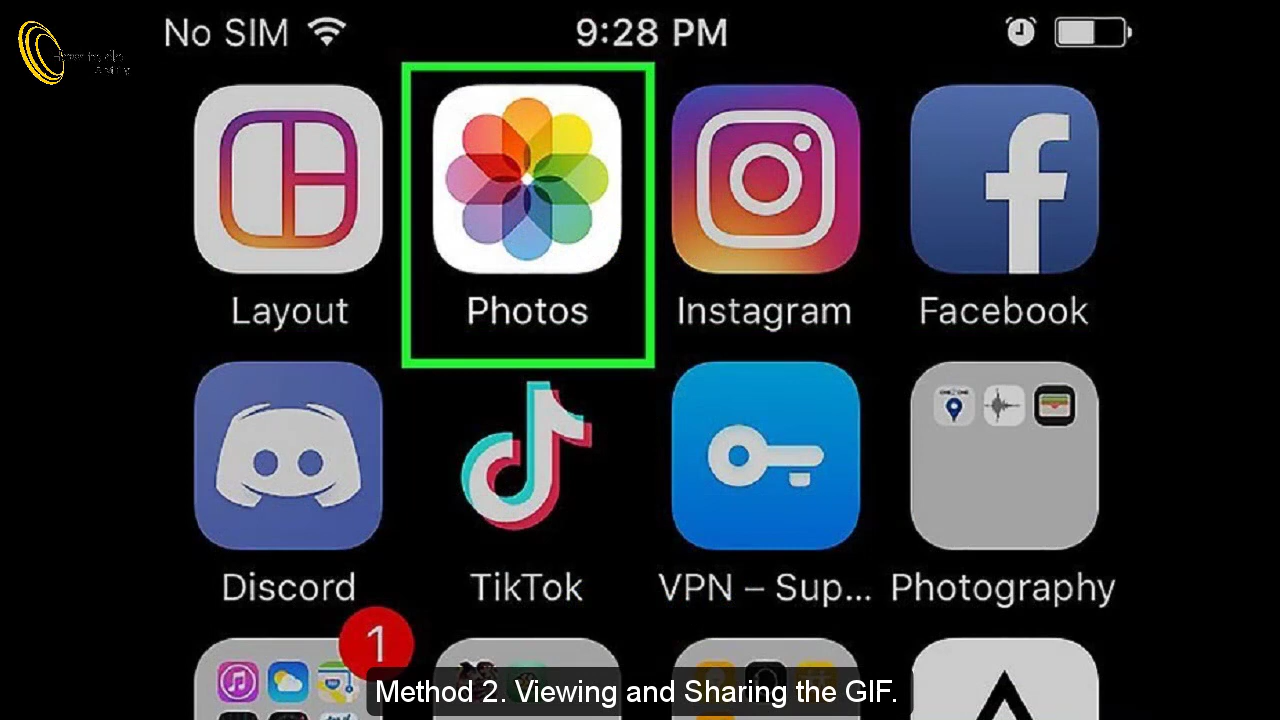 No SIM
9:28 PM
Layout
Photos
Instagram
Facebook
Discord
TikTok
VPN – Sup...
Photography
1
Method 2. Viewing and Sharing the GIF.